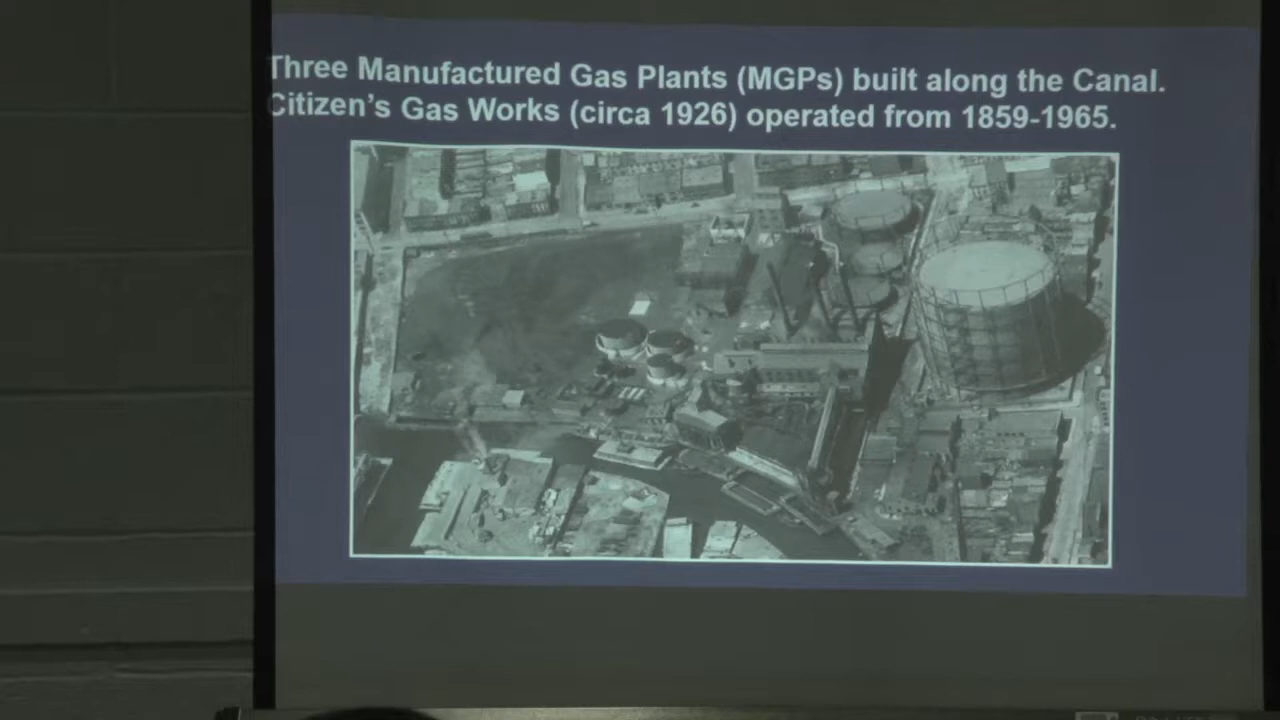 Three Manufactured Gas Plants (MGPs) built along the Canal.
Citizen's Gas Works (circa 1926) operated from 1859-1965.